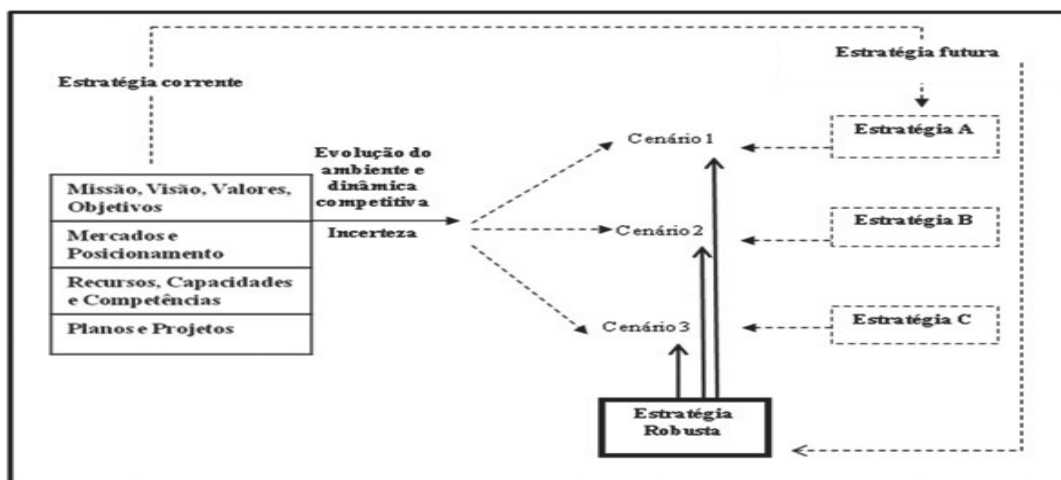 Estratégia futura
Estratégia corrente
Missão, Visão, Valores,
Objetivos
Mercados e
Posicionamento
Recursos, Capacidades
e Competências
Planos e Projetos
Evolução do
ambiente e
dinâmica
competitiva
Incerteza
Cenário 1
Cenário 2
Cenário 3
Estratégia A
Estratégia B
Estratégia C
Estratégia
Robusta